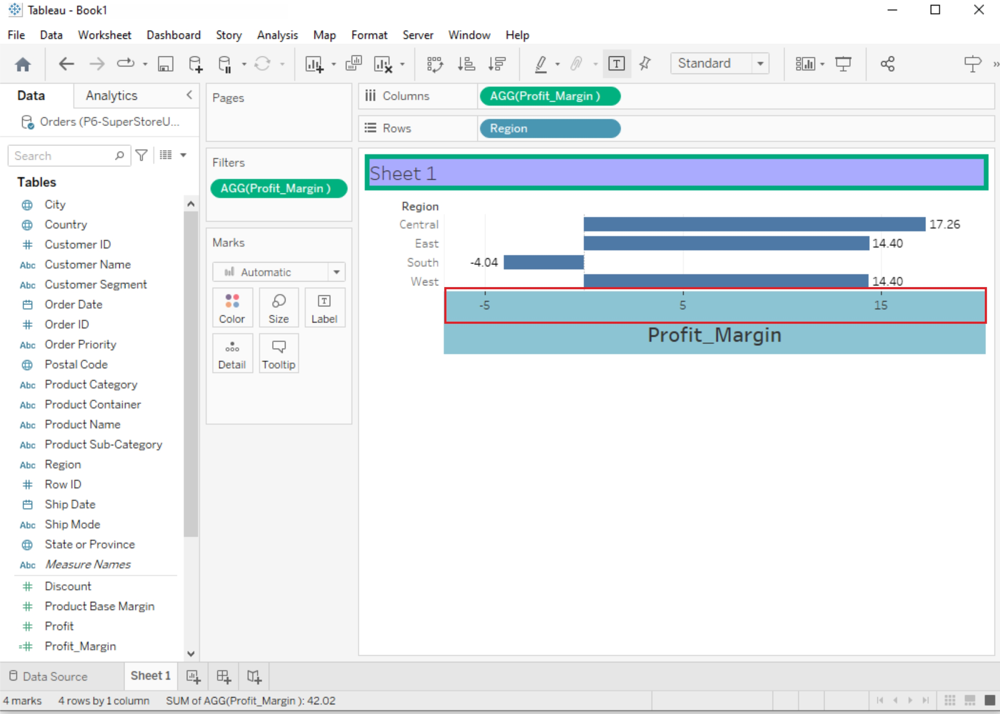 Tableau - Book1
File Data Worksheet Dashboard Story Analysis Map Format Server Window Help
Standard
Data Analytics
Orders (P6-SuperStoreU...
Search
Tables
City
Country
Customer ID
Abc Customer Name
Abc Customer Segment
Order Date
Order ID
Abc Order Priority
Postal Code
Abc Product Category
Abc Product Container
Abc Product Name
Abc Product Sub-Category
Abc Region
Row ID
Ship Date
Abc Ship Mode
State or Province
Abc Measure Names
Discount
Product Base Margin
Profit
=# Profit_Margin
Pages
Filters
AGG(Profit_Margin )
Marks
Automatic
Color Size Label
Detail Tooltip
Columns AGG(Profit_Margin )
Rows Region
Sheet 1
Region
Central 17.26
East 14.40
South -4.04
West 14.40
-5 5 15
Profit_Margin
Data Source Sheet 1
4 marks 4 rows by 1 column SUM of AGG(Profit_Margin ): 42.02